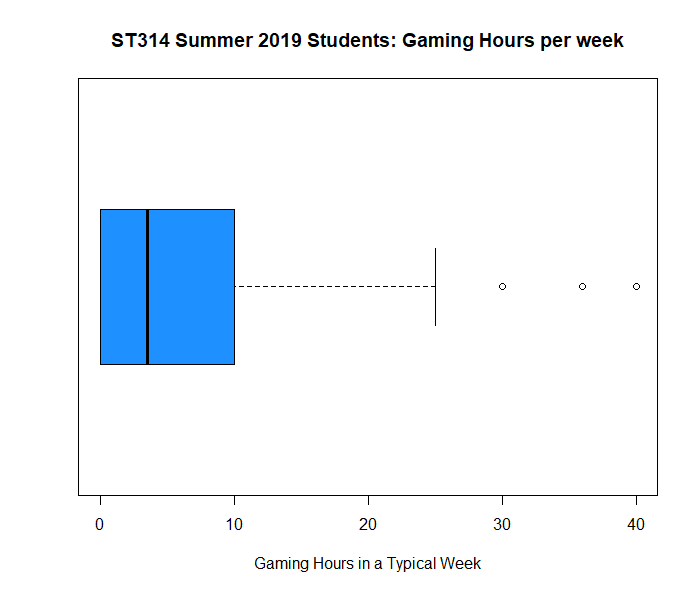 ST314 Summer 2019 Students: Gaming Hours per week
0 10 20 30 40
Gaming Hours in a Typical Week